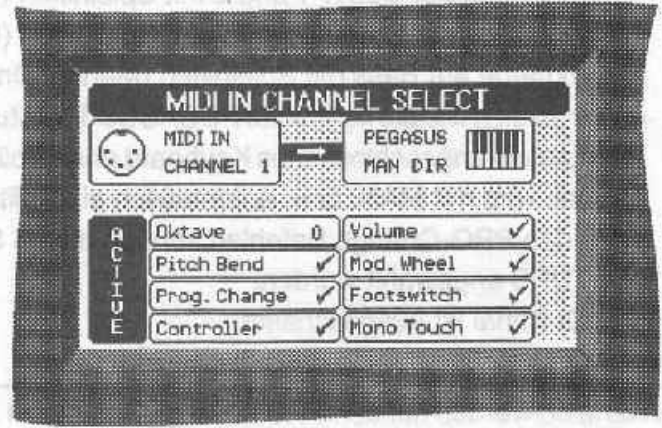 MIDI IN CHANNEL SELECT
MIDI IN
CHANNEL 1
PEGASUS
MAN DIR
ACTIVE
Oktave 0
Volume ✓
Pitch Bend ✓
Mod. Wheel ✓
Prog. Change ✓
Footswitch ✓
Controller ✓
Mono Touch ✓